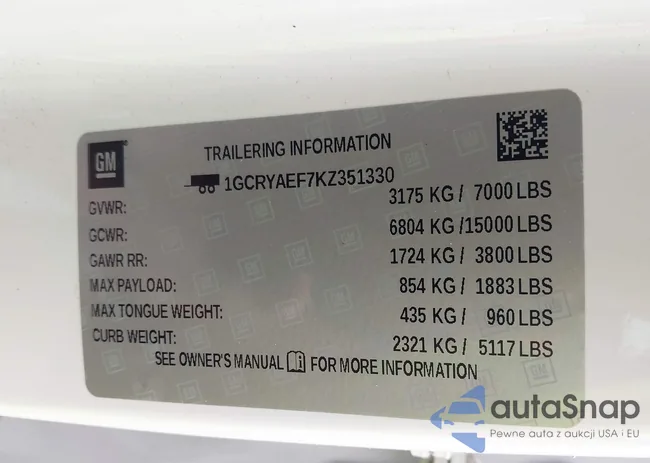 GM
TRAILERING INFORMATION
1GCRYAEF7KZ351330
GVWR: 3175 KG / 7000 LBS
GCWR: 6804 KG /15000 LBS
GAWR RR: 1724 KG / 3800 LBS
MAX PAYLOAD: 854 KG / 1883 LBS
MAX TONGUE WEIGHT: 435 KG / 960 LBS
CURB WEIGHT: 2321 KG / 5117 LBS
SEE OWNER'S MANUAL FOR MORE INFORMATION
autaSnap
Pewne auta z aukcji USA i EU